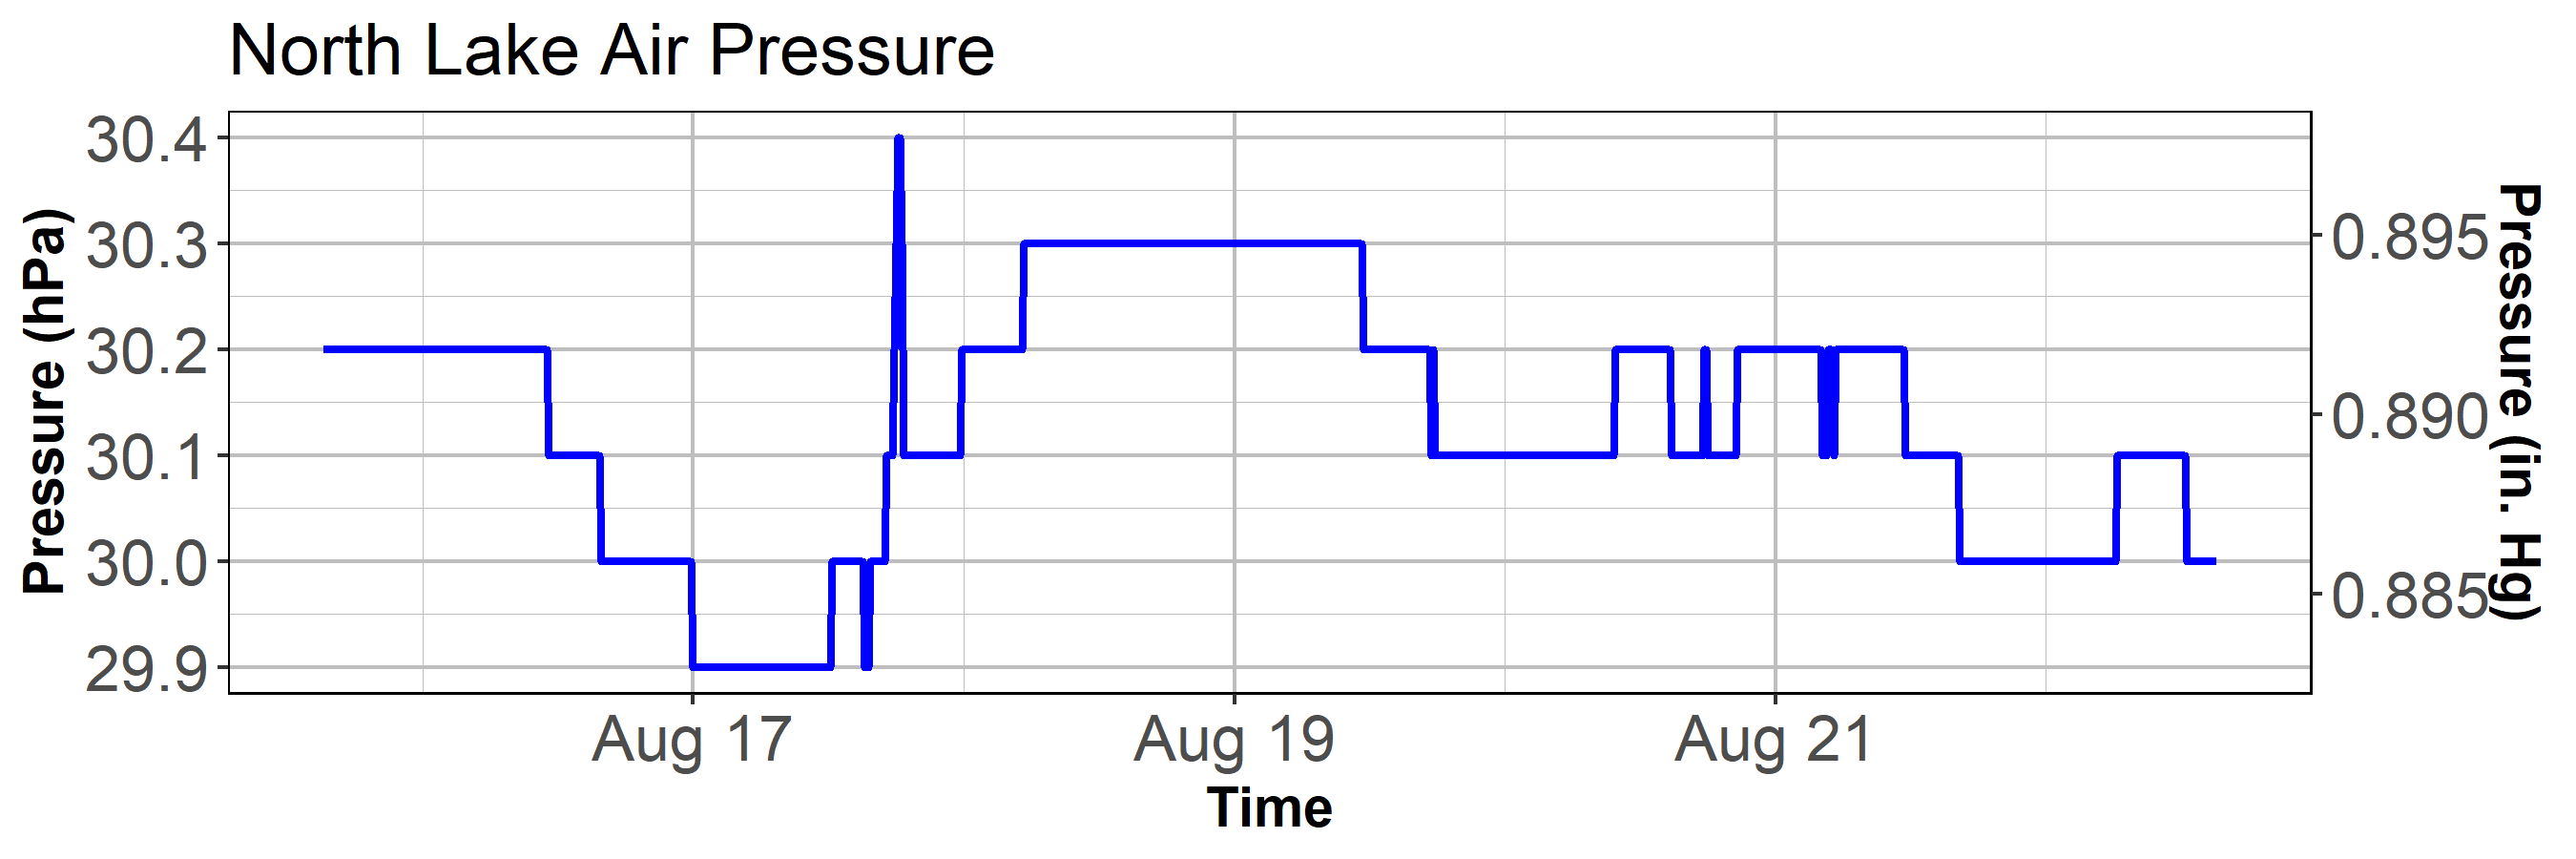 North Lake Air Pressure
Pressure (hPa)
30.4
30.3
30.2
30.1
30.0
29.9
0.895
0.890
0.885
Pressure (in. Hg)
Aug 17 Aug 19 Aug 21
Time